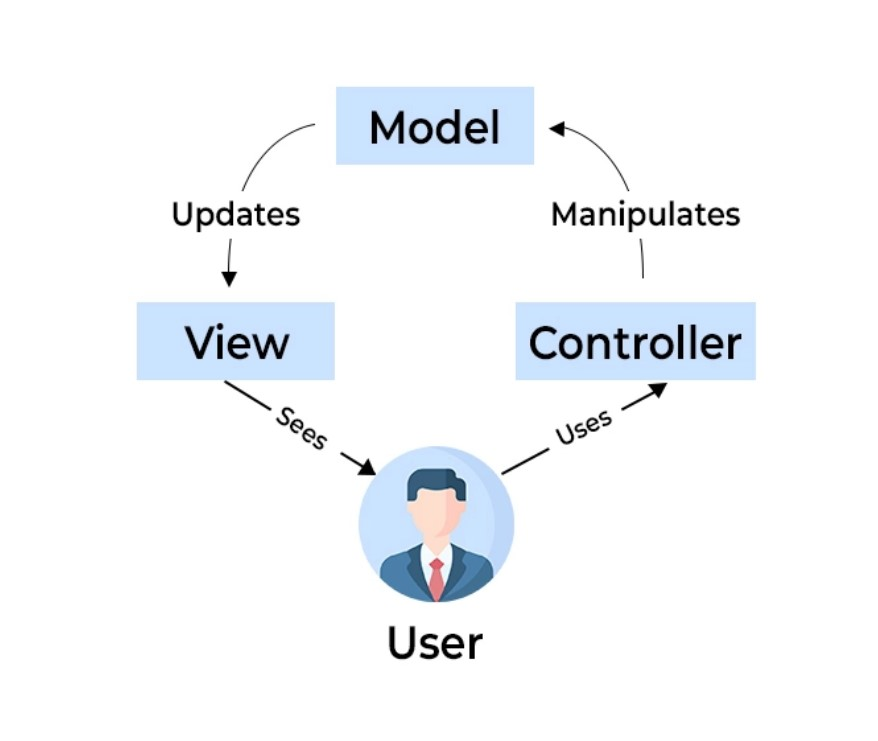 Model
Updates
Manipulates
View
Controller
Sees
Uses
User